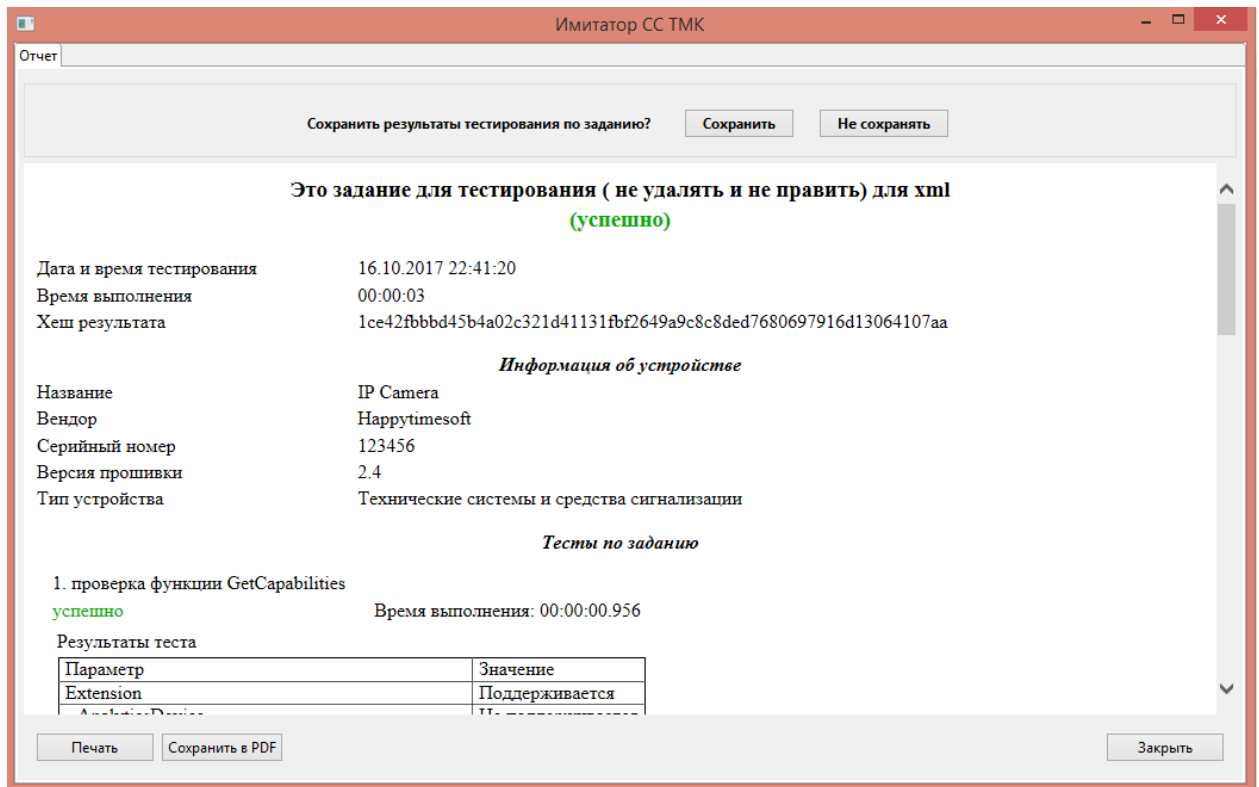 Имитатор СС ТМК
Отчет
Сохранить результаты тестирования по заданию? Сохранить Не сохранять
Это задание для тестирования ( не удалять и не править) для xml
(успешно)
Дата и время тестирования 16.10.2017 22:41:20
Время выполнения 00:00:03
Хеш результата 1ce42fbbbd45b4a02c321d41131fbf2649a9c8c8ded7680697916d13064107aa
Информация об устройстве
Название IP Camera
Вендор Happytimesoft
Серийный номер 123456
Версия прошивки 2.4
Тип устройства Технические системы и средства сигнализации
Тесты по заданию
1. проверка функции GetCapabilities
успешно Время выполнения: 00:00:00.956
Результаты теста
Параметр Значение
Extension Поддерживается
Печать Сохранить в PDF Закрыть